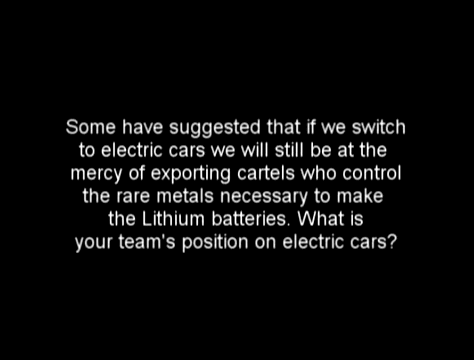 Some have suggested that if we switch
to electric cars we will still be at the
mercy of exporting cartels who control
the rare metals necessary to make
the Lithium batteries. What is
your team's position on electric cars?